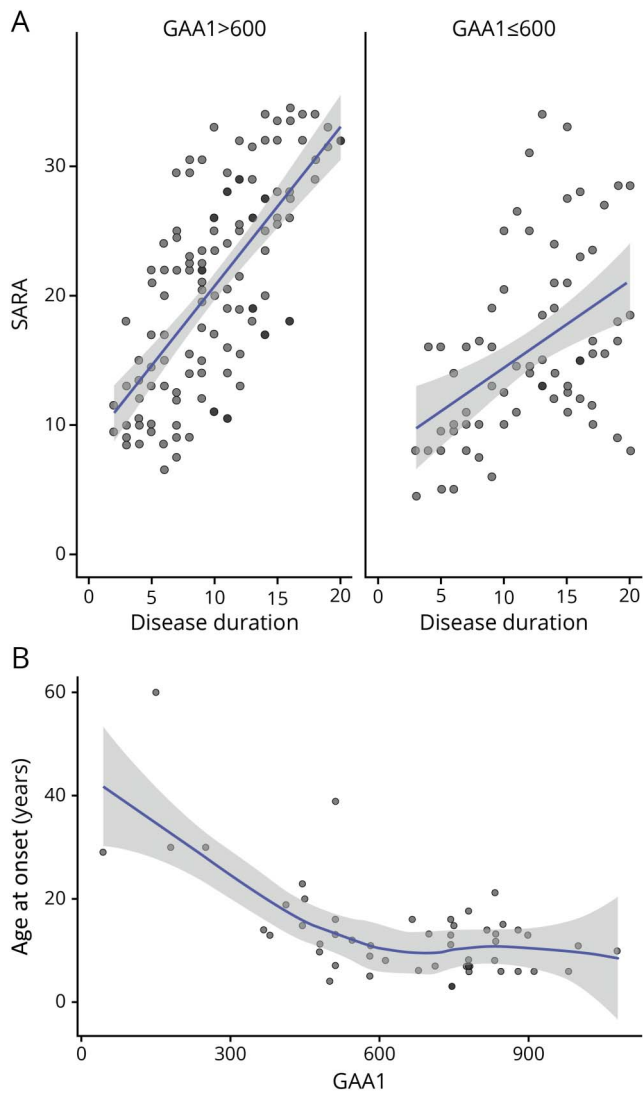 A
GAA1>600
GAA1≤600
SARA
30
20
10
0
0 5 10 15 20
0 5 10 15 20
Disease duration
Disease duration
B
Age at onset (years)
60
40
20
0
0 300 600 900
GAA1